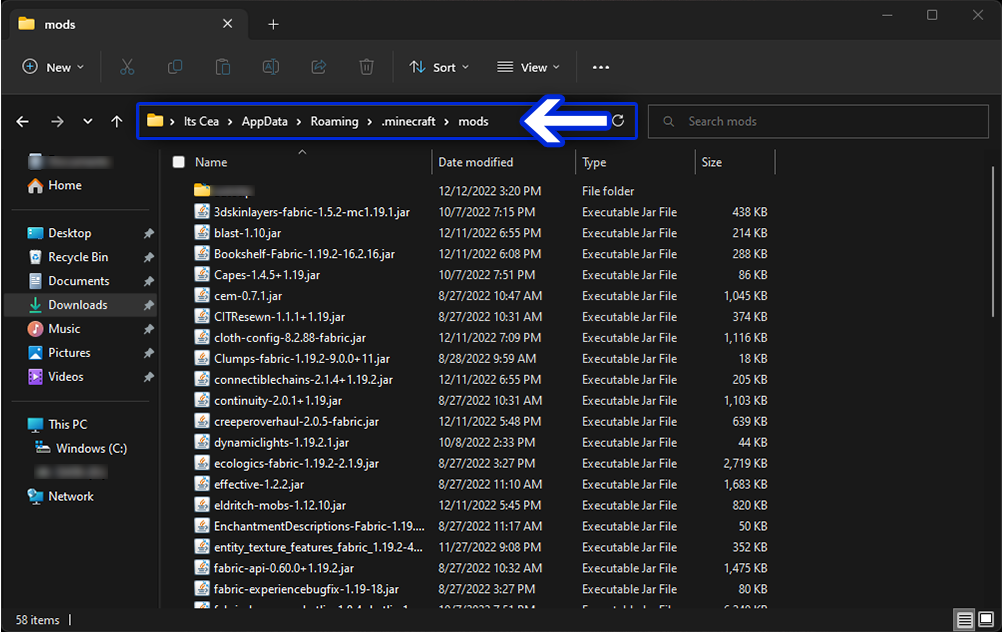 mods
New
Sort
View
Its Cea > AppData > Roaming > .minecraft > mods
Search mods
Home
Desktop
Recycle Bin
Documents
Downloads
Music
Pictures
Videos
This PC
Windows (C:)
Network
Name Date modified Type Size
12/12/2022 3:20 PM File folder
3dskinlayers-fabric-1.5.2-mc1.19.1.jar 10/7/2022 7:15 PM Executable Jar File 438 KB
blast-1.10.jar 12/11/2022 6:55 PM Executable Jar File 214 KB
Bookshelf-Fabric-1.19.2-16.2.16.jar 12/11/2022 6:08 PM Executable Jar File 288 KB
Capes-1.4.5+1.19.jar 10/7/2022 7:51 PM Executable Jar File 86 KB
cem-0.7.1.jar 8/27/2022 10:47 AM Executable Jar File 1,045 KB
CITResewn-1.1.1+1.19.jar 8/27/2022 10:31 AM Executable Jar File 374 KB
cloth-config-8.2.88-fabric.jar 12/11/2022 7:09 PM Executable Jar File 1,116 KB
Clumps-fabric-1.19.2-9.0.0+11.jar 8/28/2022 9:59 AM Executable Jar File 18 KB
connectiblechains-2.1.4+1.19.2.jar 12/11/2022 6:55 PM Executable Jar File 205 KB
continuity-2.0.1+1.19.jar 8/27/2022 10:31 AM Executable Jar File 1,103 KB
creeperoverhaul-2.0.5-fabric.jar 12/11/2022 5:48 PM Executable Jar File 639 KB
dynamiclights-1.19.2.1.jar 10/8/2022 2:33 PM Executable Jar File 44 KB
ecologics-fabric-1.19.2-2.1.9.jar 8/27/2022 3:27 PM Executable Jar File 2,719 KB
effective-1.2.2.jar 8/27/2022 11:10 AM Executable Jar File 1,683 KB
eldritch-mobs-1.12.10.jar 12/11/2022 5:45 PM Executable Jar File 820 KB
EnchantmentDescriptions-Fabric-1.19.... 8/27/2022 11:17 AM Executable Jar File 50 KB
entity_texture_features_fabric_1.19.2-4... 11/27/2022 9:08 PM Executable Jar File 352 KB
fabric-api-0.60.0+1.19.2.jar 8/27/2022 10:32 AM Executable Jar File 1,475 KB
fabric-experiencebugfix-1.19-18.jar 8/27/2022 3:27 PM Executable Jar File 80 KB
58 items